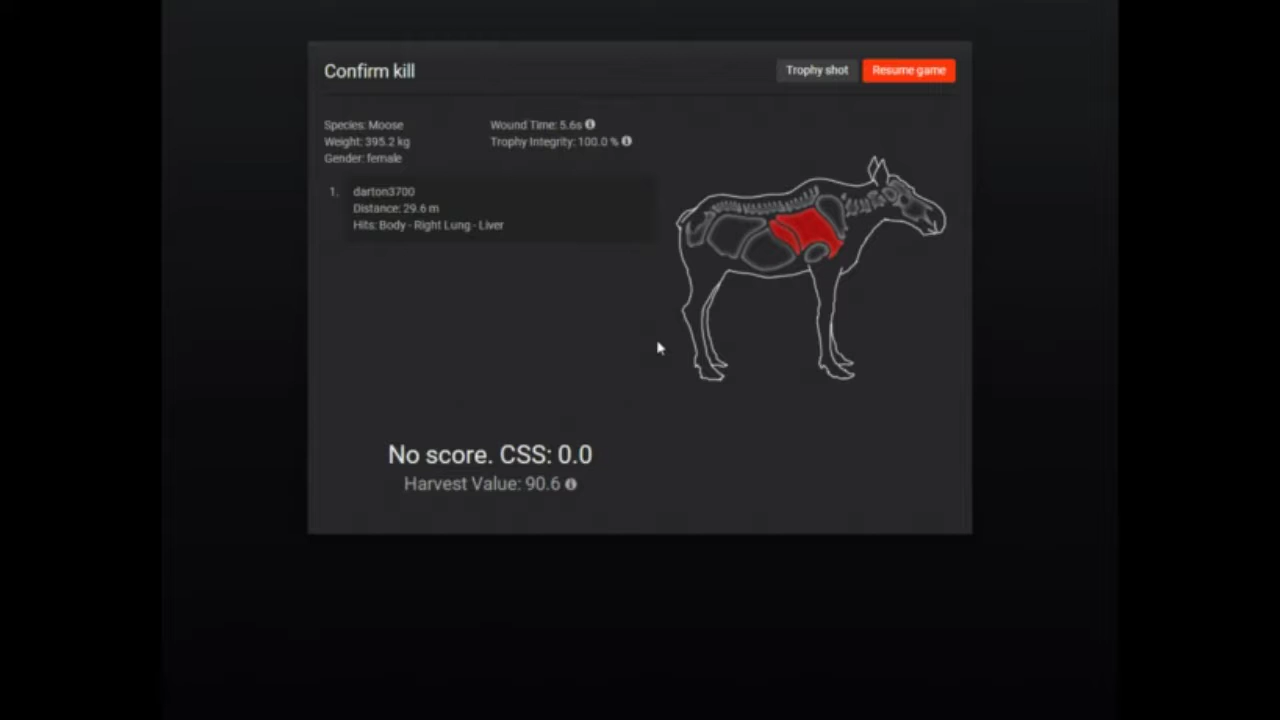 Confirm kill
Trophy shot
Resume game
Species: Moose
Weight: 395.2 kg
Gender: female
Wound Time: 5.6s
Trophy Integrity: 100.0 %
1. darton3700
Distance: 29.6 m
Hits: Body - Right Lung - Liver
No score. CSS: 0.0
Harvest Value: 90.6